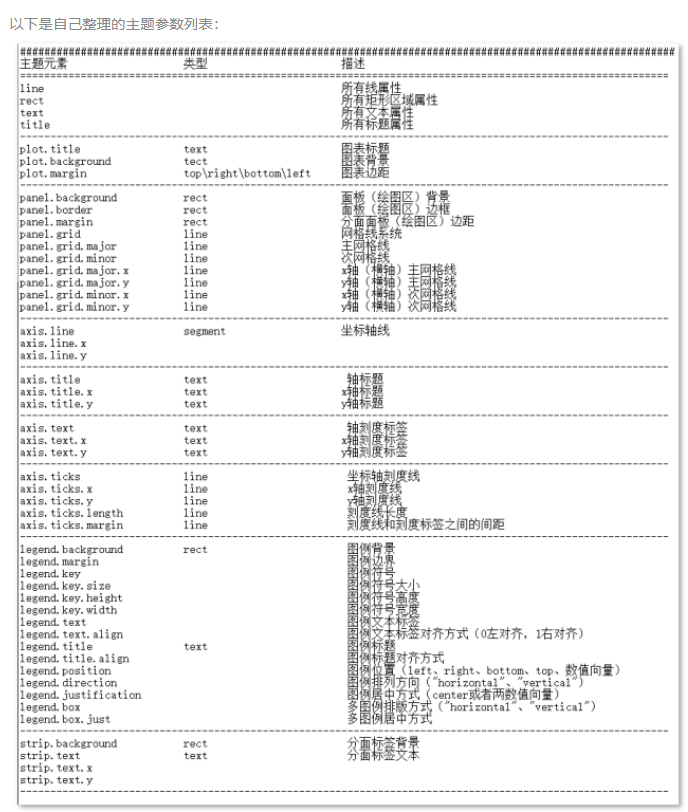 以下是自己整理的主题参数列表：
##############################################################################################################
主题元素 类型 描述
==============================================================================================================
line 所有线属性
rect 所有矩形区域属性
text 所有文本属性
title 所有标题属性
--------------------------------------------------------------------------------------------------------------
plot.title text 图表标题
plot.background tect 图表背景
plot.margin top\right\bottom\left 图表边距
--------------------------------------------------------------------------------------------------------------
panel.background rect 面板（绘图区）背景
panel.border rect 面板（绘图区）边框
panel.margin rect 分面面板（绘图区）边距
panel.grid line 网格线系统
panel.grid.major line 主网格线
panel.grid.minor line 次网格线
panel.grid.major.x line x轴（横轴）主网格线
panel.grid.major.y line y轴（横轴）主网格线
panel.grid.minor.x line x轴（横轴）次网格线
panel.grid.minor.y line y轴（横轴）次网格线
--------------------------------------------------------------------------------------------------------------
axis.line segment 坐标轴线
axis.line.x
axis.line.y
--------------------------------------------------------------------------------------------------------------
axis.title text 轴标题
axis.title.x text x轴标题
axis.title.y text y轴标题
--------------------------------------------------------------------------------------------------------------
axis.text text 轴刻度标签
axis.text.x text x轴刻度标签
axis.text.y text y轴刻度标签
--------------------------------------------------------------------------------------------------------------
axis.ticks line 坐标轴刻度线
axis.ticks.x line x轴刻度线
axis.ticks.y line y轴刻度线
axis.ticks.length line 刻度线长度
axis.ticks.margin line 刻度线和刻度标签之间的间距
--------------------------------------------------------------------------------------------------------------
legend.background rect 图例背景
legend.margin 图例边界
legend.key 图例符号
legend.key.size 图例符号大小
legend.key.height 图例符号高度
legend.key.width 图例符号宽度
legend.text 图例文本标签
legend.text.align 图例文本标签对齐方式（0左对齐，1右对齐）
legend.title text 图例标题
legend.title.align 图例标题对齐方式
legend.position 图例位置（left、right、bottom、top、数值向量）
legend.direction 图例排列方向（"horizontal"、"vertical"）
legend.justification 图例居中方式（center或者两数值向量）
legend.box 多图例排版方式（"horizontal"、"vertical"）
legend.box.just 多图例居中方式
--------------------------------------------------------------------------------------------------------------
strip.background rect 分面标签背景
strip.text text 分面标签文本
strip.text.x
strip.text.y
--------------------------------------------------------------------------------------------------------------